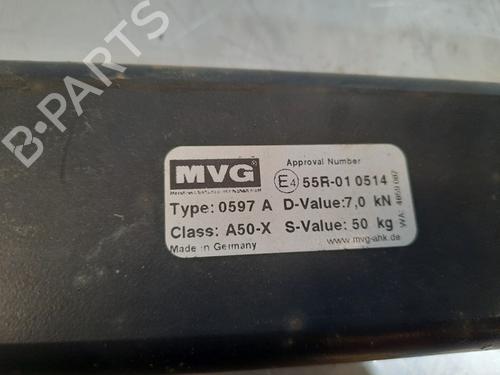 B-PARTS
MVG
Approval Number
E4 55R-01 0514
Type: 0597 A D-Value:7,0 kN
Class: A50-X S-Value: 50 kg
Made in Germany www.mvg-ahk.de